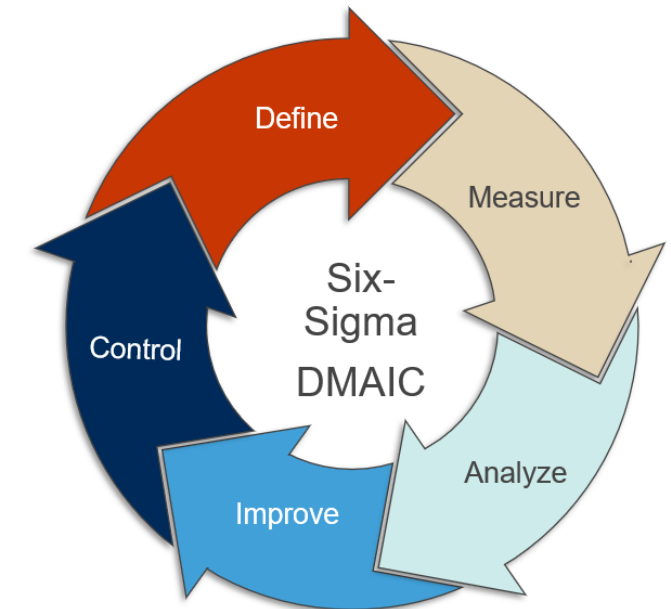 Define
Measure
Six-
Sigma
DMAIC
Control
Analyze
Improve